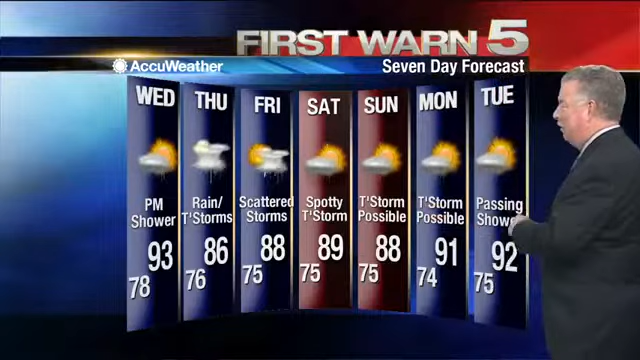 FIRST WARN 5
AccuWeather
Seven Day Forecast
WED THU FRI SAT SUN MON TUE
PM Shower
Rain/ T'Storms
Scattered Storms
Spotty T'Storm
T'Storm Possible
T'Storm Possible
Passing Shower
93 86 88 89 88 91 92
78 76 75 75 75 74 75